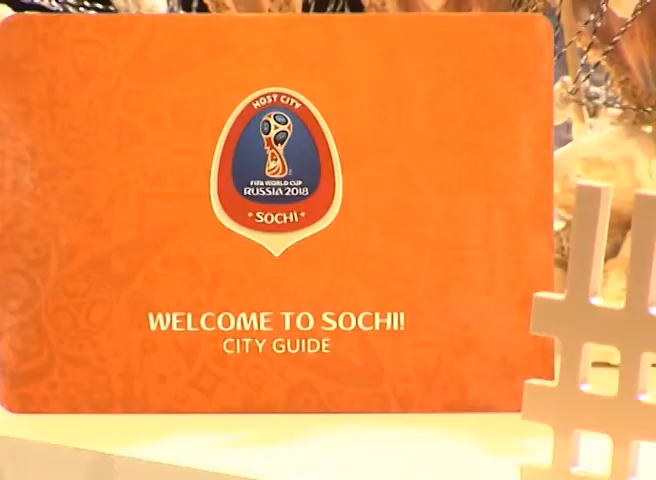 HOST CITY
FIFA WORLD CUP
RUSSIA 2018
SOCHI
WELCOME TO SOCHI!
CITY GUIDE